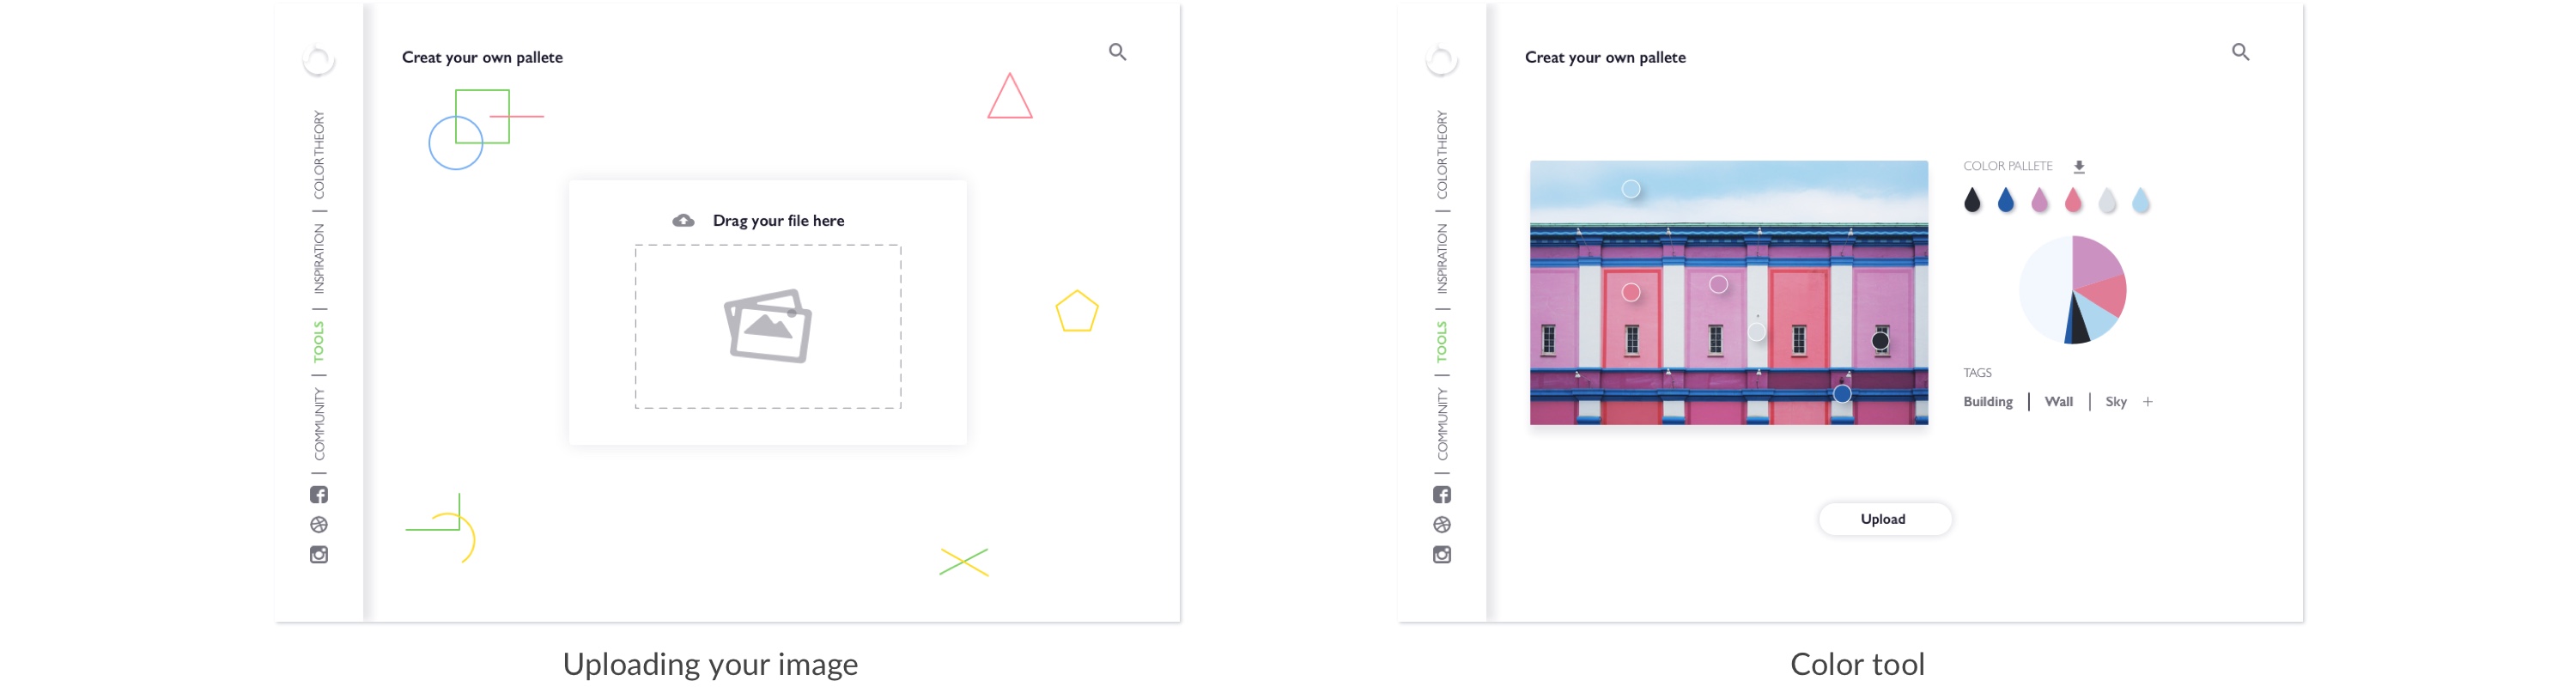 Creat your own pallete
COLOR THEORY
INSPIRATION
TOOLS
COMMUNITY
Drag your file here
Uploading your image
Creat your own pallete
COLOR THEORY
INSPIRATION
TOOLS
COMMUNITY
COLOR PALLETE
TAGS
Building | Wall | Sky +
Upload
Color tool